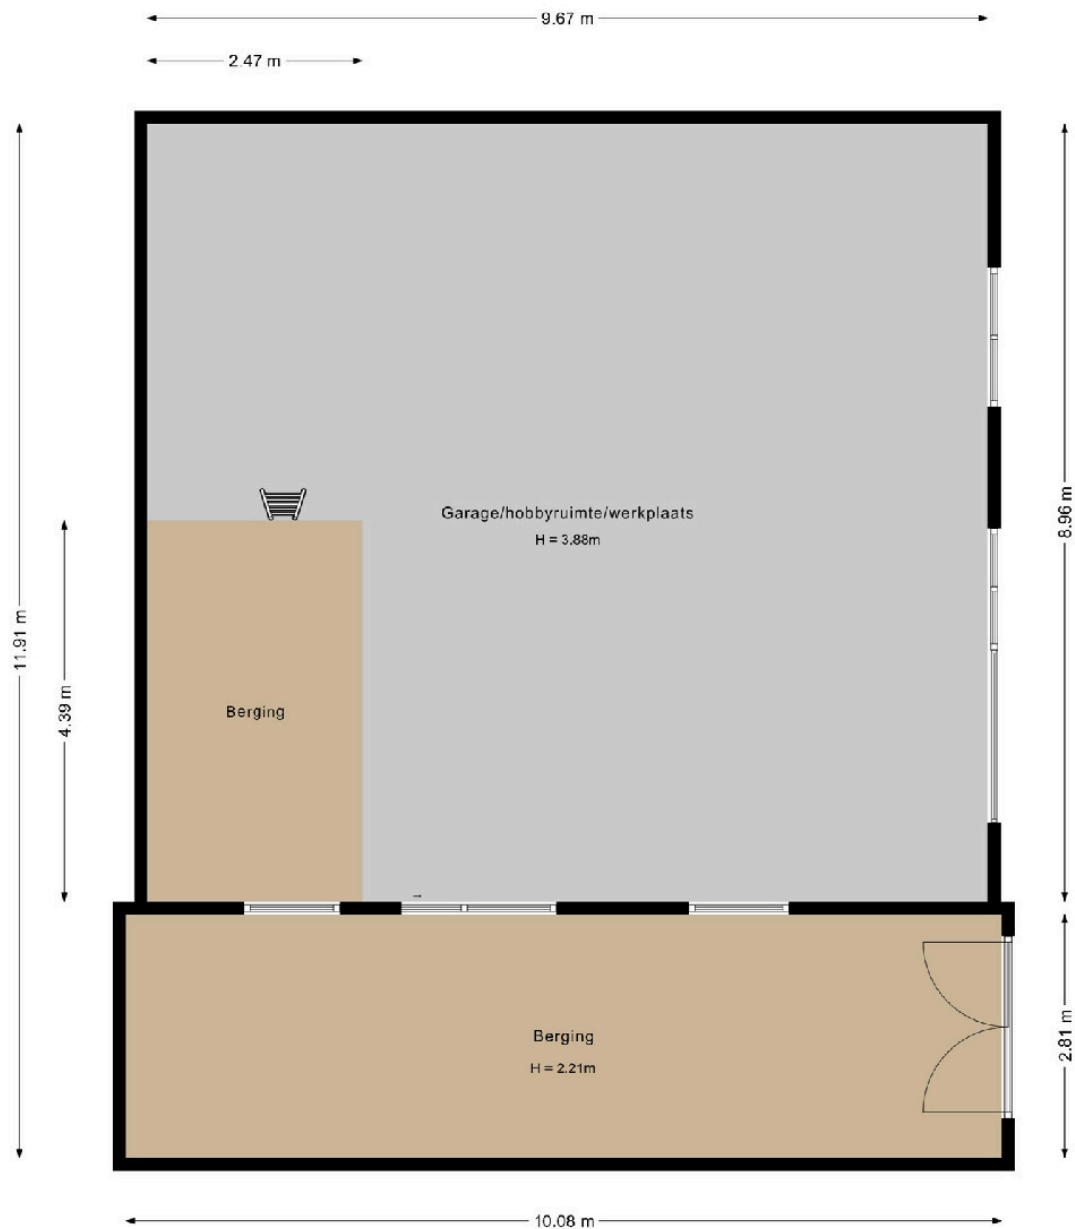 9.67 m
2.47 m
11.91 m
4.39 m
8.96 m
Garage/hobbyruimte/werkplaats
H = 3.88m
Berging
Berging
H = 2.21m
2.81 m
10.08 m